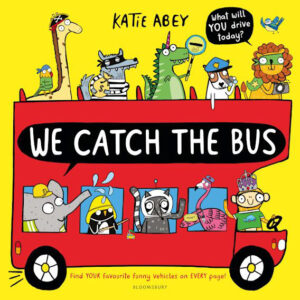 KATIE ABEY
What will
YOU drive
today?
WE CATCH THE BUS
Find YOUR favourite funny vehicles on EVERY page!
BLOOMSBURY